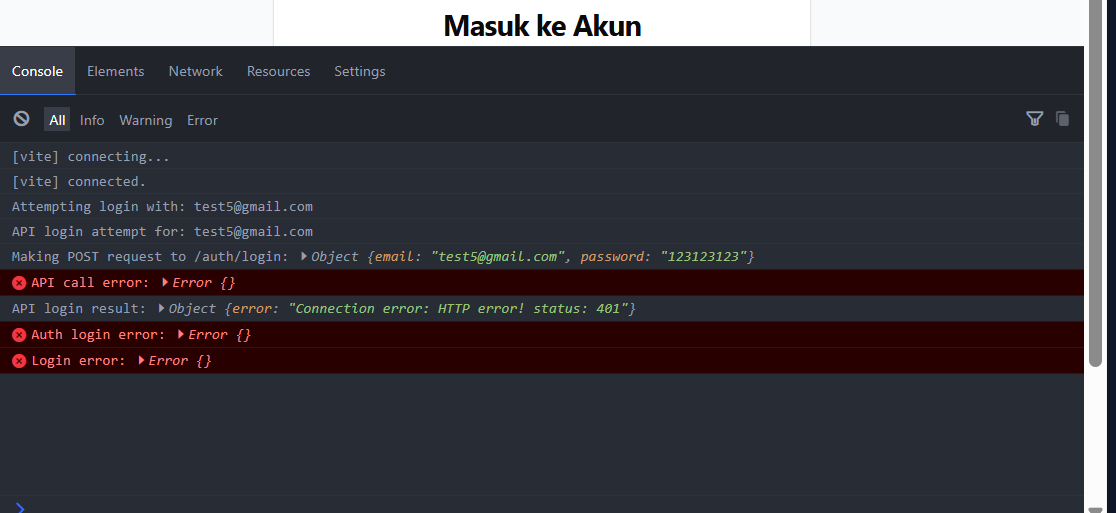 Masuk ke Akun
Console Elements Network Resources Settings
All Info Warning Error
[vite] connecting...
[vite] connected.
Attempting login with: test5@gmail.com
API login attempt for: test5@gmail.com
Making POST request to /auth/login: Object {email: "test5@gmail.com", password: "123123123"}
API call error: Error {}
API login result: Object {error: "Connection error: HTTP error! status: 401"}
Auth login error: Error {}
Login error: Error {}